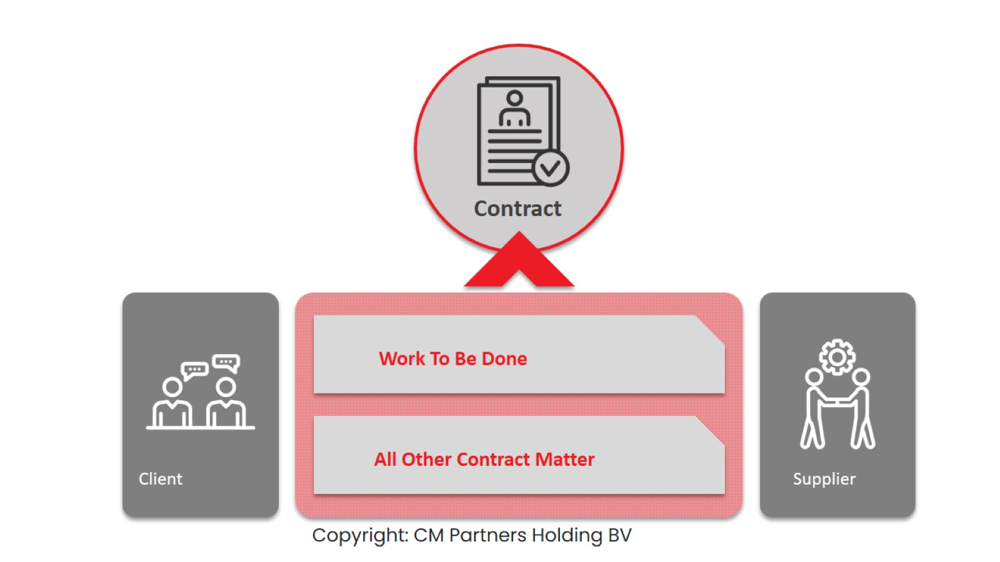 Contract
Work To Be Done
All Other Contract Matter
Client
Supplier
Copyright: CM Partners Holding BV